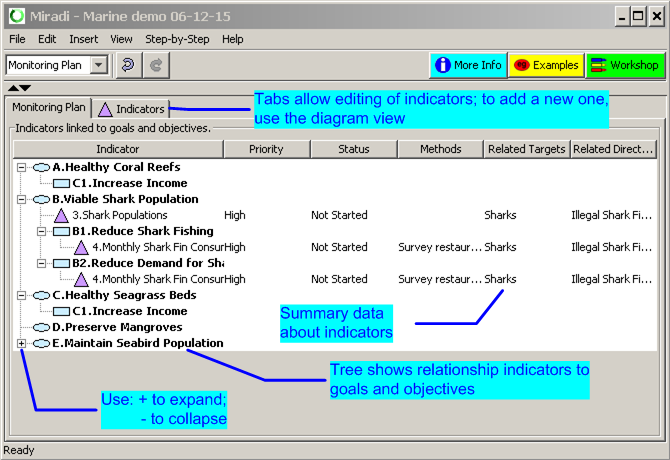 Miradi - Marine demo 06-12-15
File Edit Insert View Step-by-Step Help
Monitoring Plan More Info Examples Workshop
Monitoring Plan Indicators
Tabs allow editing of indicators; to add a new one,
use the diagram view
Indicators linked to goals and objectives.
Indicator Priority Status Methods Related Targets Related Direct...
A.Healthy Coral Reefs
C1.Increase Income
B.Viable Shark Population
3.Shark Populations High Not Started Sharks Illegal Shark Fi...
B1.Reduce Shark Fishing
4.Monthly Shark Fin Consur High Not Started Survey restaur... Sharks Illegal Shark Fi...
B2.Reduce Demand for Sha
4.Monthly Shark Fin Consur High Not Started Survey restaur... Sharks Illegal Shark Fi...
C.Healthy Seagrass Beds
C1.Increase Income
D.Preserve Mangroves
E.Maintain Seabird Population
Summary data
about indicators
Tree shows relationship indicators to
goals and objectives
Use: + to expand;
- to collapse
Ready